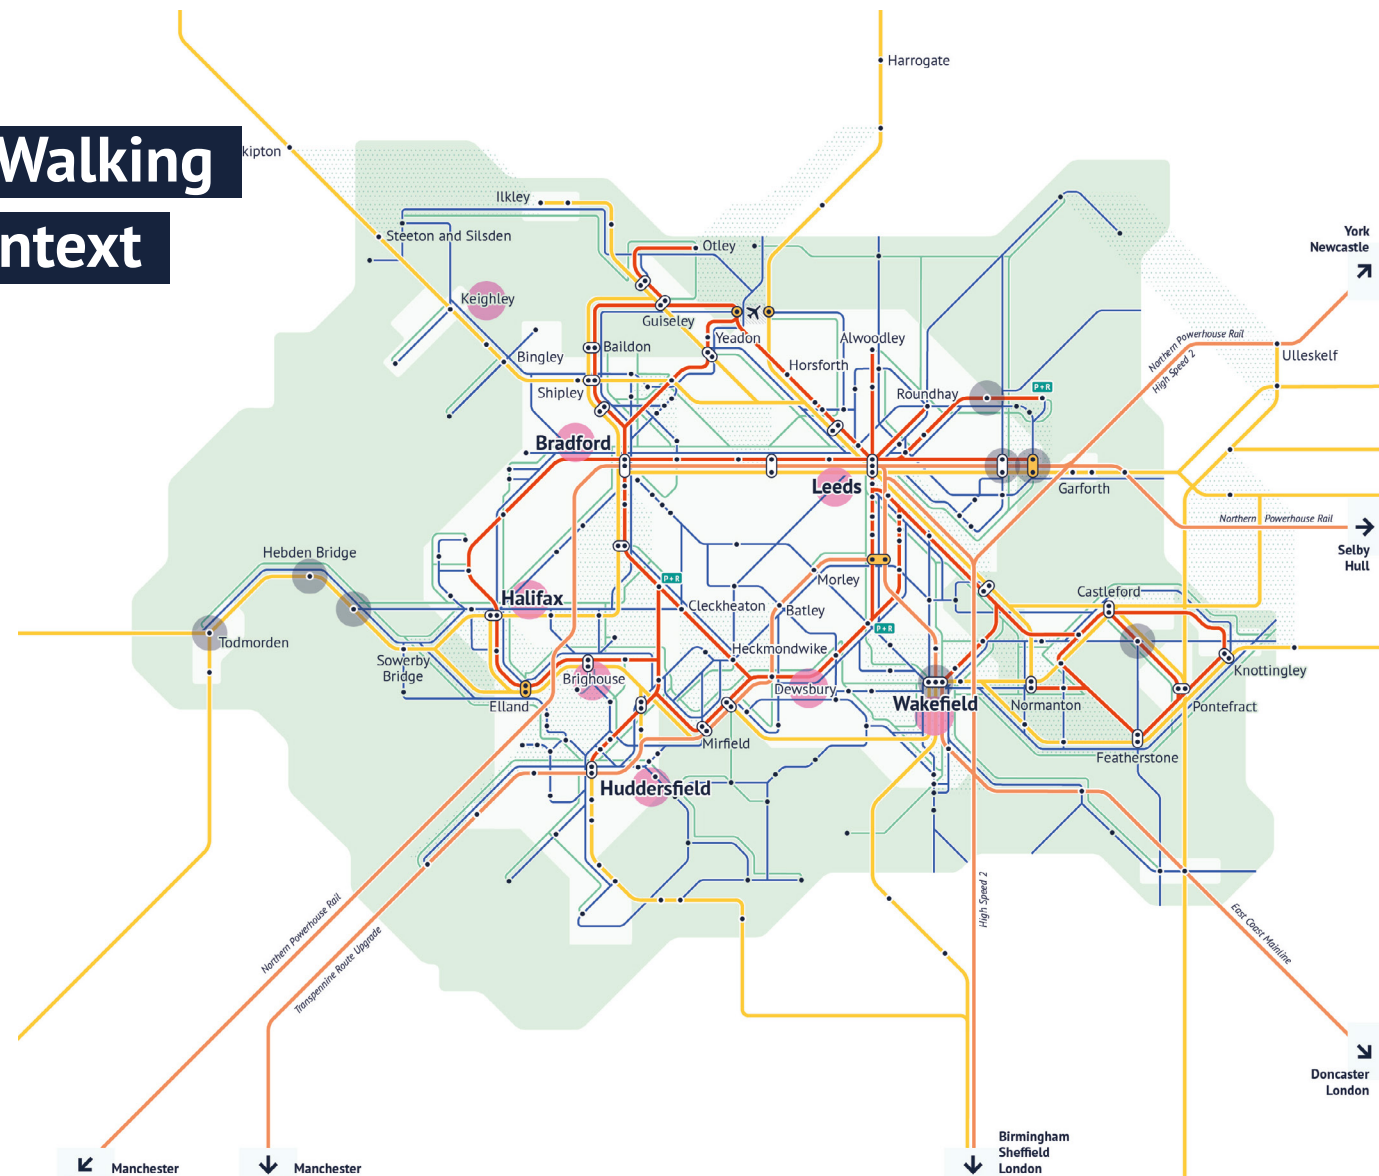 Harrogate
Walking
kipton
Ilkley
Steeton and Silsden
Otley
York
Newcastle
ntext
Keighley
Guiseley
Yeadon
Alwoodley
Northern Powerhouse Rail
High Speed 2
Baildon
Bingley
Ulleskelf
Horsforth
Shipley
Roundhay
P+R
Bradford
Leeds
Garforth
Northern Powerhouse Rail
Selby
Hull
Hebden Bridge
P+R
Morley
Castleford
Halifax
Cleckheaton
Batley
P+R
Todmorden
Heckmondwike
Sowerby
Bridge
Knottingley
Brighouse
Dewsbury
Elland
Wakefield
Normanton
Pontefract
Mirfield
Featherstone
Huddersfield
High Speed 2
Northern Powerhouse Rail
Transpennine Route Upgrade
East Coast Mainline
Doncaster
London
Birmingham
Sheffield
London
Manchester
Manchester